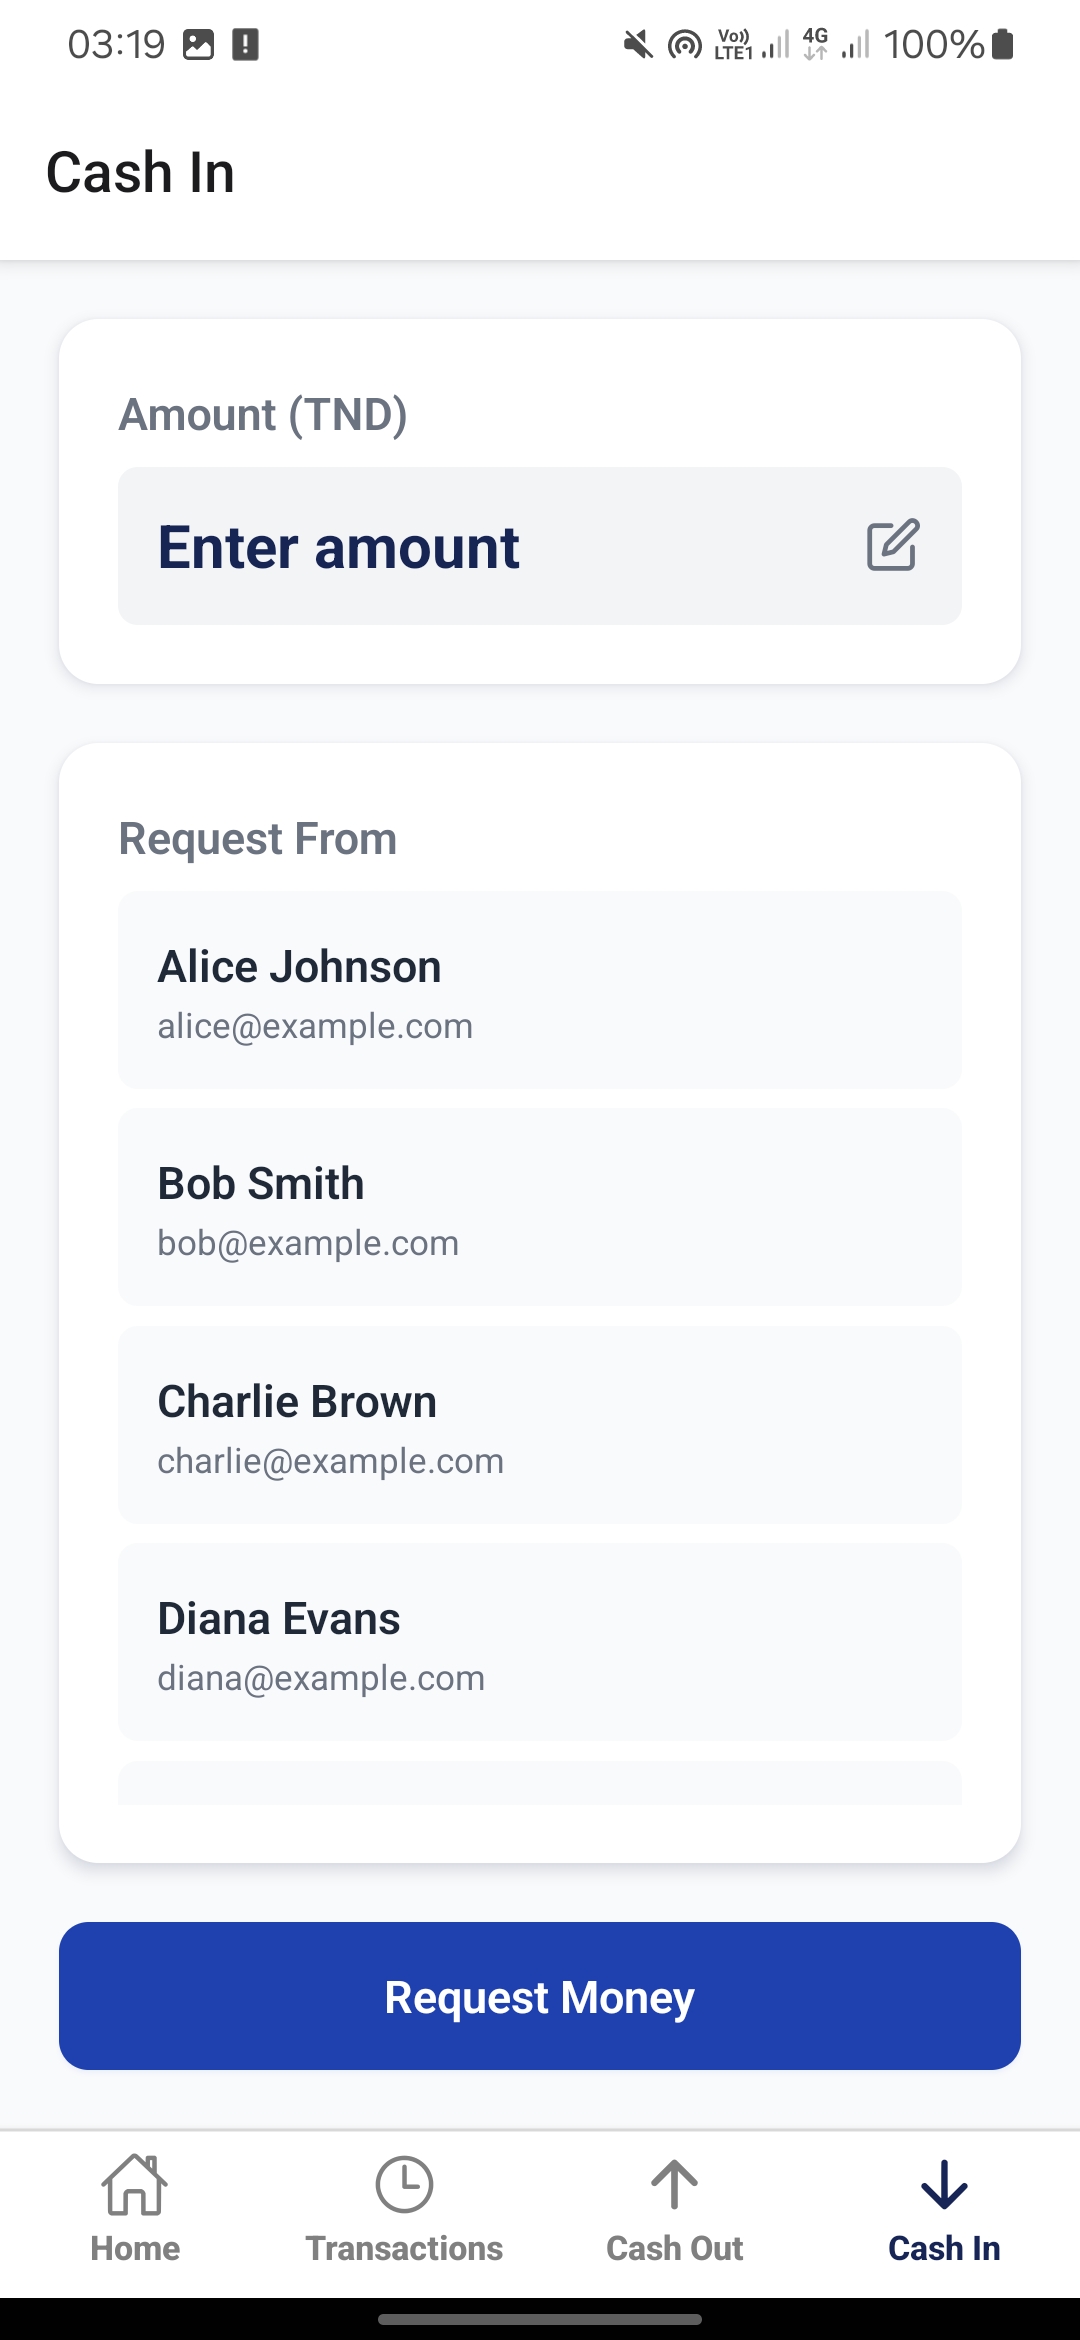 03:19 Vo)) LTE1 4G 100%
Cash In
Amount (TND)
Enter amount
Request From
Alice Johnson
alice@example.com
Bob Smith
bob@example.com
Charlie Brown
charlie@example.com
Diana Evans
diana@example.com
Request Money
Home Transactions Cash Out Cash In